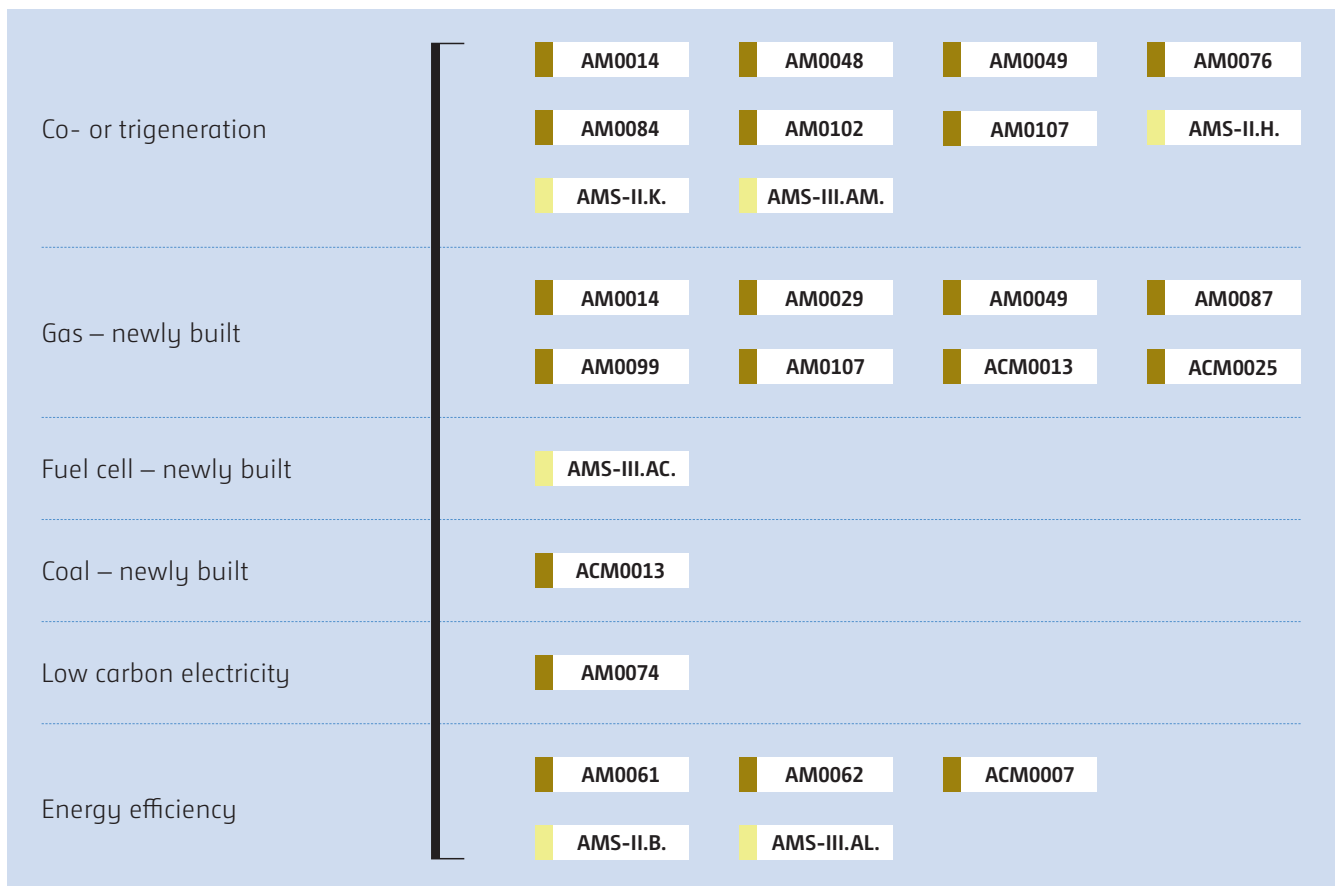 Co- or trigeneration
AM0014 AM0048 AM0049 AM0076
AM0084 AM0102 AM0107 AMS-II.H.
AMS-II.K. AMS-III.AM.
Gas – newly built
AM0014 AM0029 AM0049 AM0087
AM0099 AM0107 ACM0013 ACM0025
Fuel cell – newly built
AMS-III.AC.
Coal – newly built
ACM0013
Low carbon electricity
AM0074
Energy efficiency
AM0061 AM0062 ACM0007
AMS-II.B. AMS-III.AL.